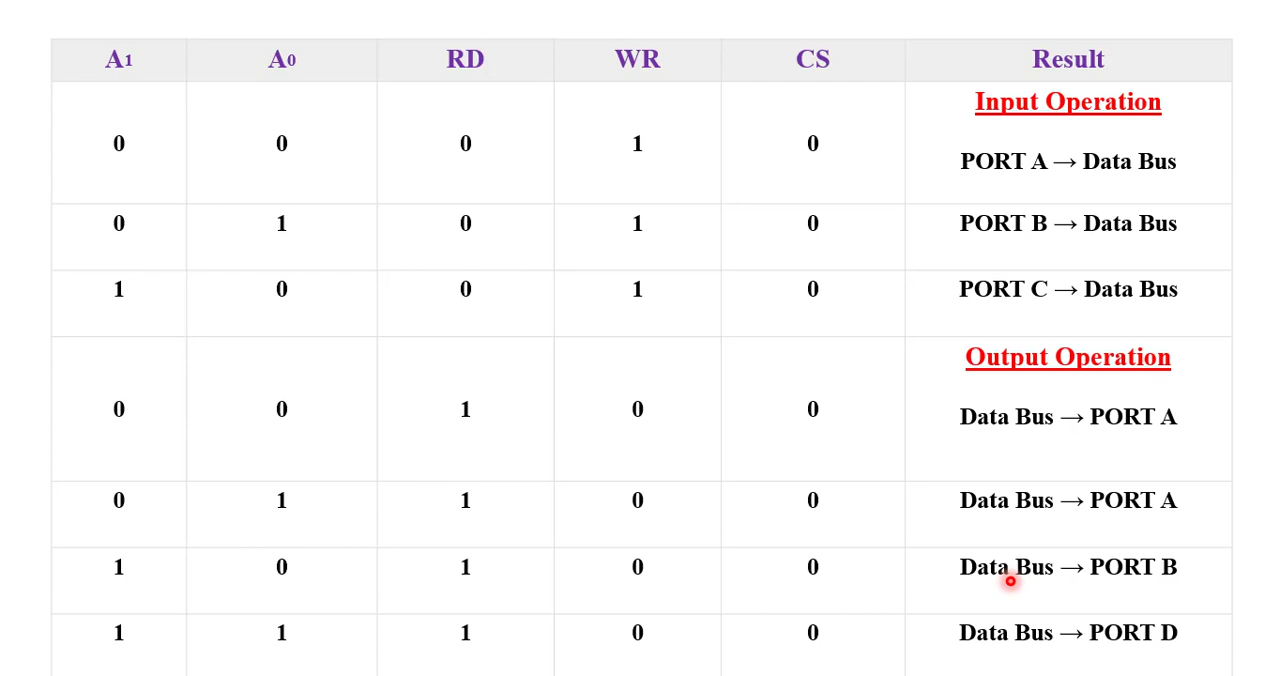 A1 A0 RD WR CS Result
Input Operation
0 0 0 1 0 PORT A → Data Bus
0 1 0 1 0 PORT B → Data Bus
1 0 0 1 0 PORT C → Data Bus
Output Operation
0 0 1 0 0 Data Bus → PORT A
0 1 1 0 0 Data Bus → PORT A
1 0 1 0 0 Data Bus → PORT B
1 1 1 0 0 Data Bus → PORT D